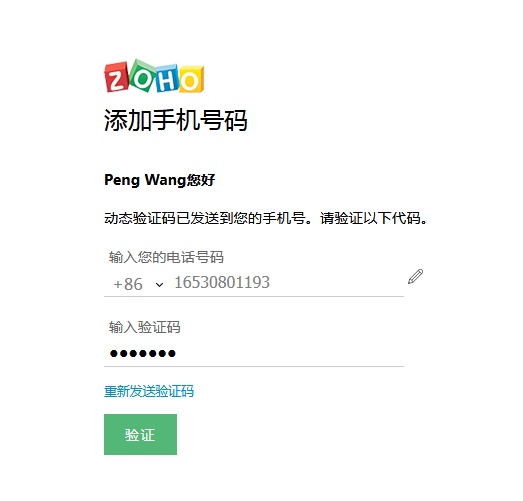 ZOHO
添加手机号码
Peng Wang您好
动态验证码已发送到您的手机号。请验证以下代码。
输入您的电话号码
+86 16530801193
输入验证码
●●●●●●●
重新发送验证码
验证